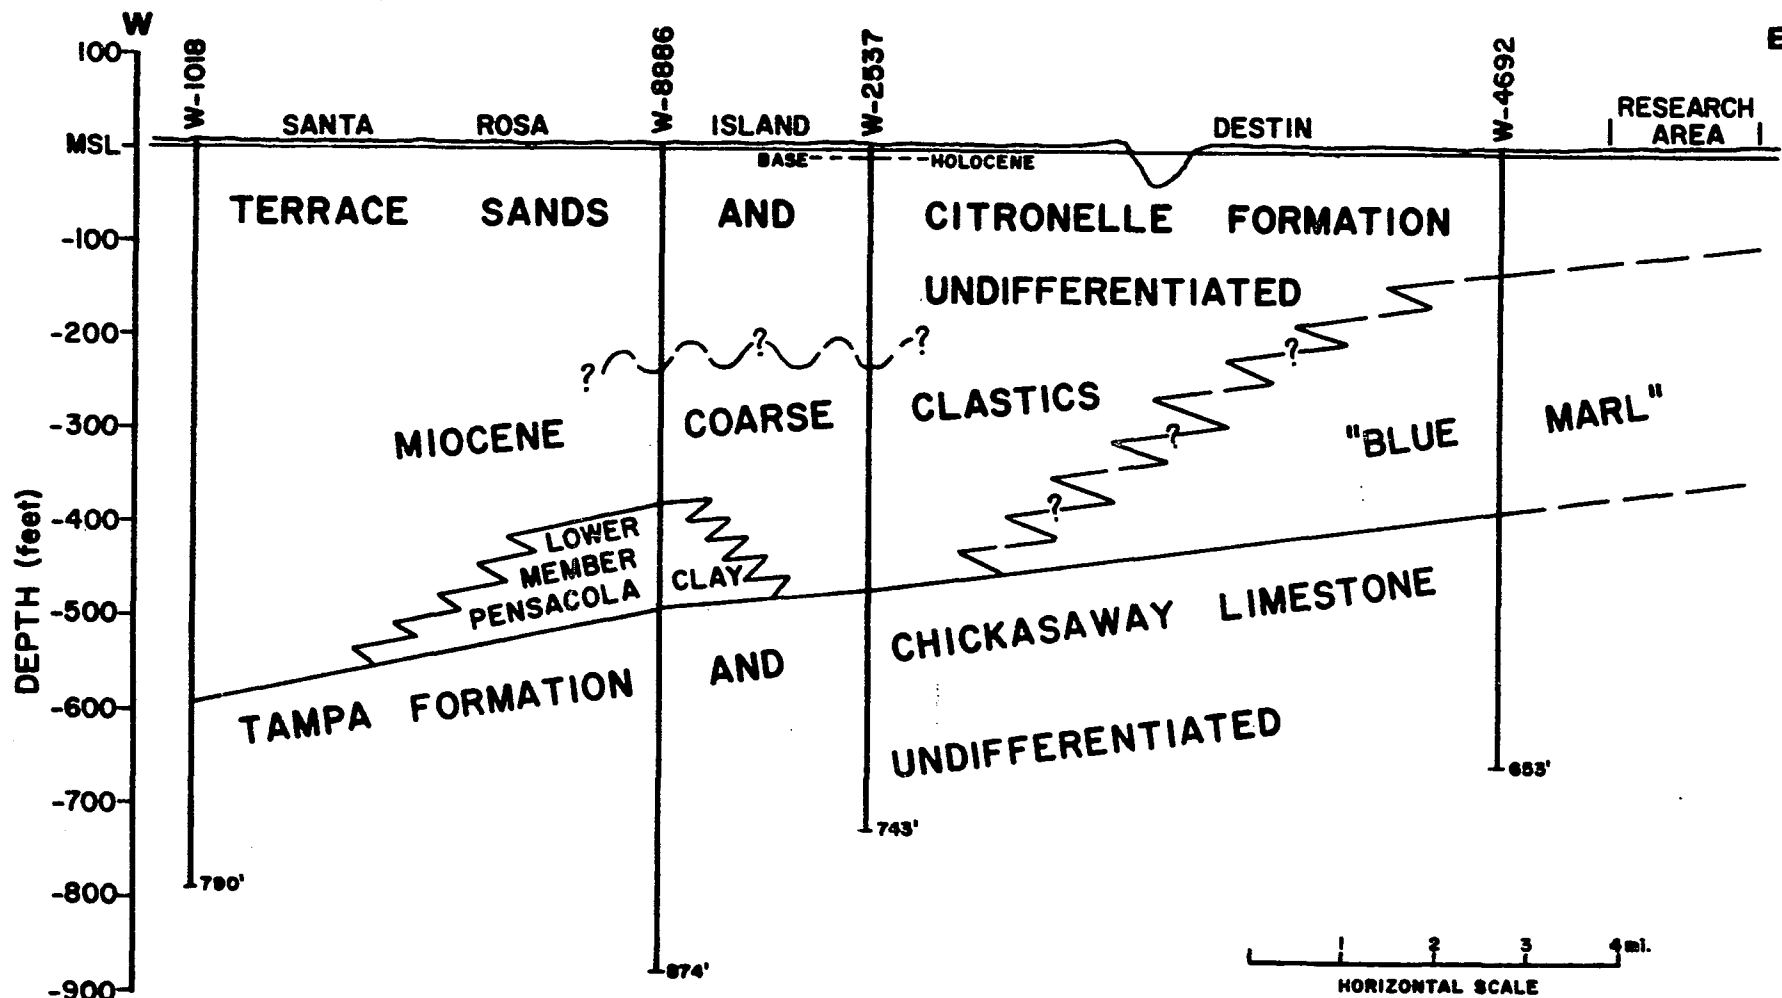 W
E
100
MSL
-100
-200
-300
-400
-500
-600
-700
-800
-900
DEPTH (feet)
W-1018
W-8886
W-2537
W-4692
SANTA ROSA ISLAND
DESTIN
RESEARCH
AREA
BASE HOLOCENE
TERRACE SANDS AND CITRONELLE FORMATION
UNDIFFERENTIATED
? ? ?
MIOCENE COARSE CLASTICS
? ? ?
"BLUE MARL"
LOWER
MEMBER
PENSACOLA CLAY
TAMPA FORMATION AND CHICKASAWAY LIMESTONE
UNDIFFERENTIATED
790'
874'
743'
653'
1 2 3 4 mi.
HORIZONTAL SCALE